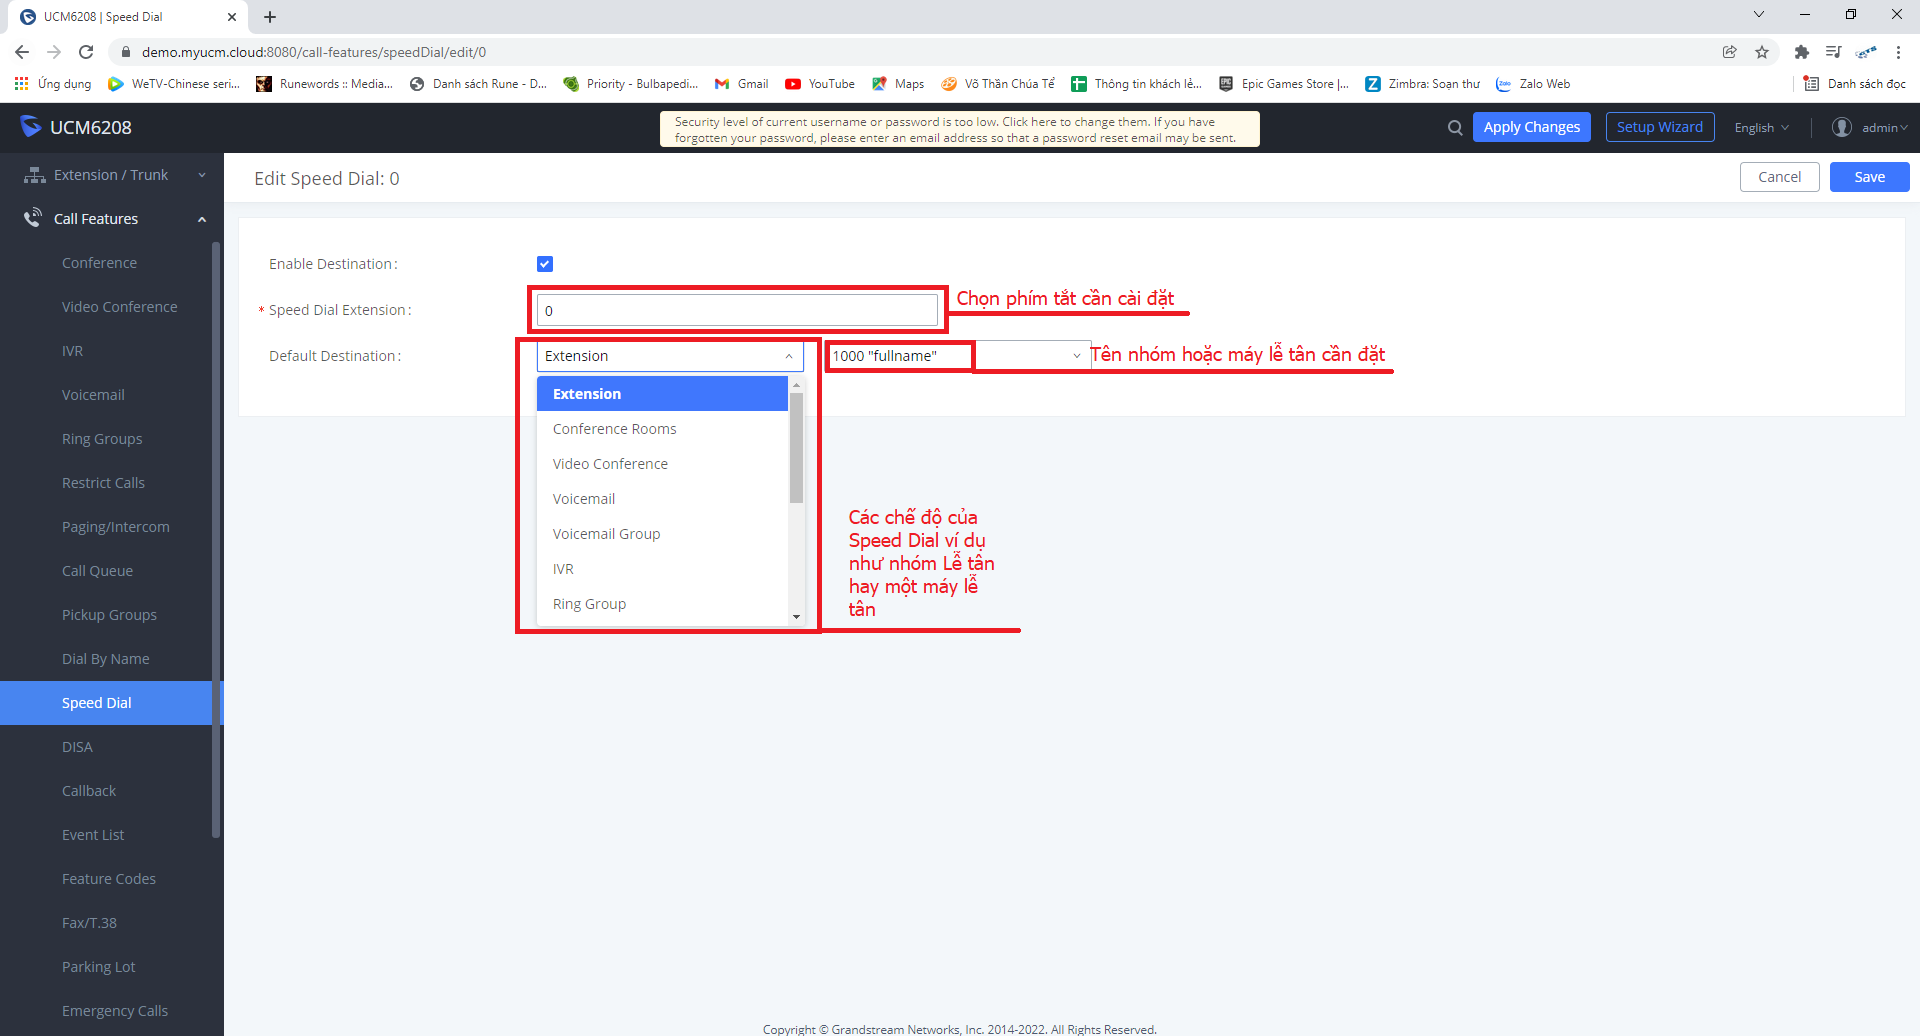 UCM6208 | Speed Dial
demo.myucm.cloud:8080/call-features/speedDial/edit/0
Ứng dụng
WeTV-Chinese seri...
Runewords :: Media...
Danh sách Rune - D...
Priority - Bulbapedi...
Gmail
YouTube
Maps
Võ Thần Chúa Tể
Thông tin khách lẻ...
Epic Games Store |...
Zimbra: Soạn thư
Zalo Web
Danh sách đọc
UCM6208
Security level of current username or password is too low. Click here to change them. If you have
forgotten your password, please enter an email address so that a password reset email may be sent.
Apply Changes
Setup Wizard
English
admin
Extension / Trunk
Call Features
Conference
Video Conference
IVR
Voicemail
Ring Groups
Restrict Calls
Paging/Intercom
Call Queue
Pickup Groups
Dial By Name
Speed Dial
DISA
Callback
Event List
Feature Codes
Fax/T.38
Parking Lot
Emergency Calls
Edit Speed Dial: 0
Cancel
Save
Enable Destination :
* Speed Dial Extension :
0
Chọn phím tắt cần cài đặt
Default Destination :
Extension
1000 "fullname"
Tên nhóm hoặc máy lễ tân cần đặt
Extension
Conference Rooms
Video Conference
Voicemail
Voicemail Group
IVR
Ring Group
Các chế độ của
Speed Dial ví dụ
như nhóm Lễ tân
hay một máy lễ
tân
Copyright © Grandstream Networks, Inc. 2014-2022. All Rights Reserved.